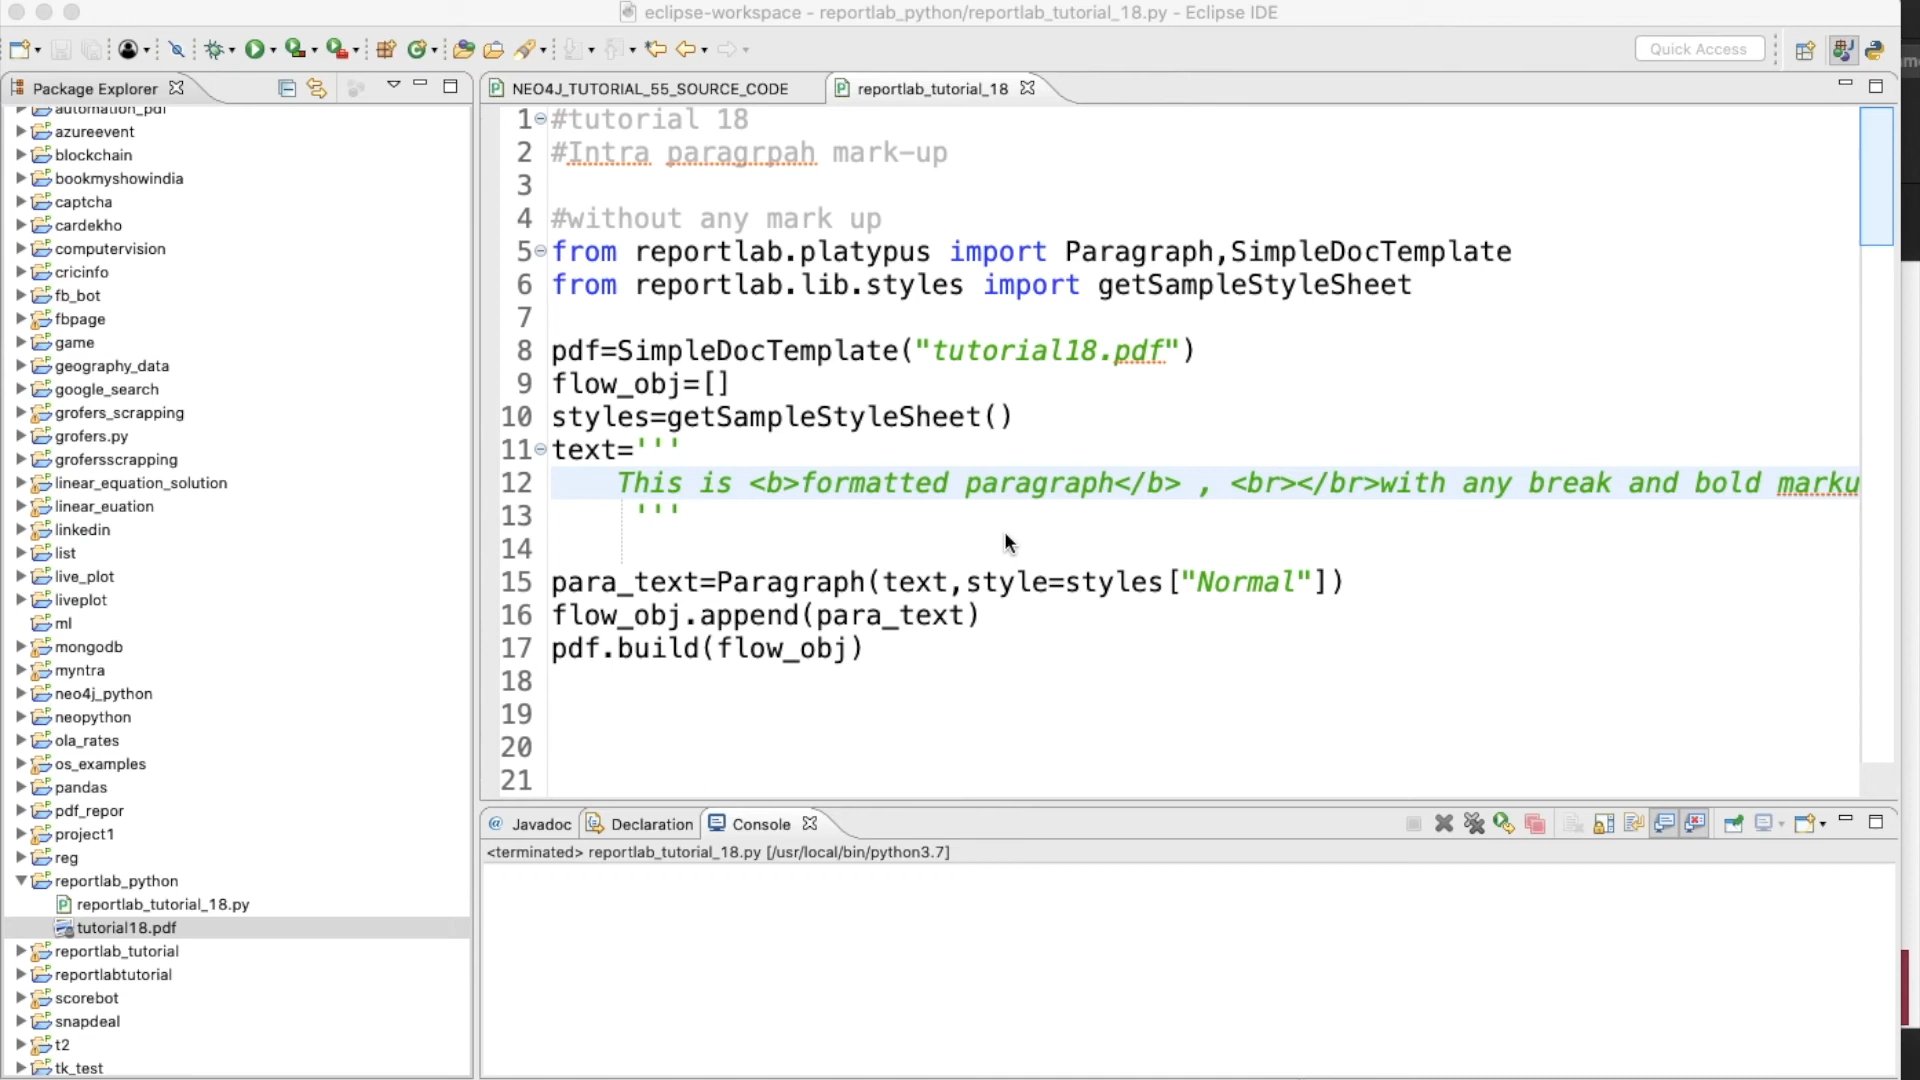 eclipse-workspace - reportlab_python/reportlab_tutorial_18.py - Eclipse IDE
Quick Access
Package Explorer
NEO4J_TUTORIAL_55_SOURCE_CODE
reportlab_tutorial_18
automation_pdf
azureevent
blockchain
bookmyshowindia
captcha
cardekho
computervision
cricinfo
fb_bot
fbpage
game
geography_data
google_search
grofers_scrapping
grofers.py
grofersscrapping
linear_equation_solution
linear_euation
linkedin
list
live_plot
liveplot
ml
mongodb
myntra
neo4j_python
neopython
ola_rates
os_examples
pandas
pdf_repor
project1
reg
reportlab_python
reportlab_tutorial_18.py
tutorial18.pdf
reportlab_tutorial
reportlabtutorial
scorebot
snapdeal
t2
tk_test
1 #tutorial 18
2 #Intra paragrpah mark-up
3
4 #without any mark up
5 from reportlab.platypus import Paragraph,SimpleDocTemplate
6 from reportlab.lib.styles import getSampleStyleSheet
7
8 pdf=SimpleDocTemplate("tutorial18.pdf")
9 flow_obj=[]
10 styles=getSampleStyleSheet()
11 text='''
12 This is <b>formatted paragraph</b> , <br></br>with any break and bold marku
13 '''
14
15 para_text=Paragraph(text,style=styles["Normal"])
16 flow_obj.append(para_text)
17 pdf.build(flow_obj)
18
19
20
21
@ Javadoc
Declaration
Console
<terminated> reportlab_tutorial_18.py [/usr/local/bin/python3.7]